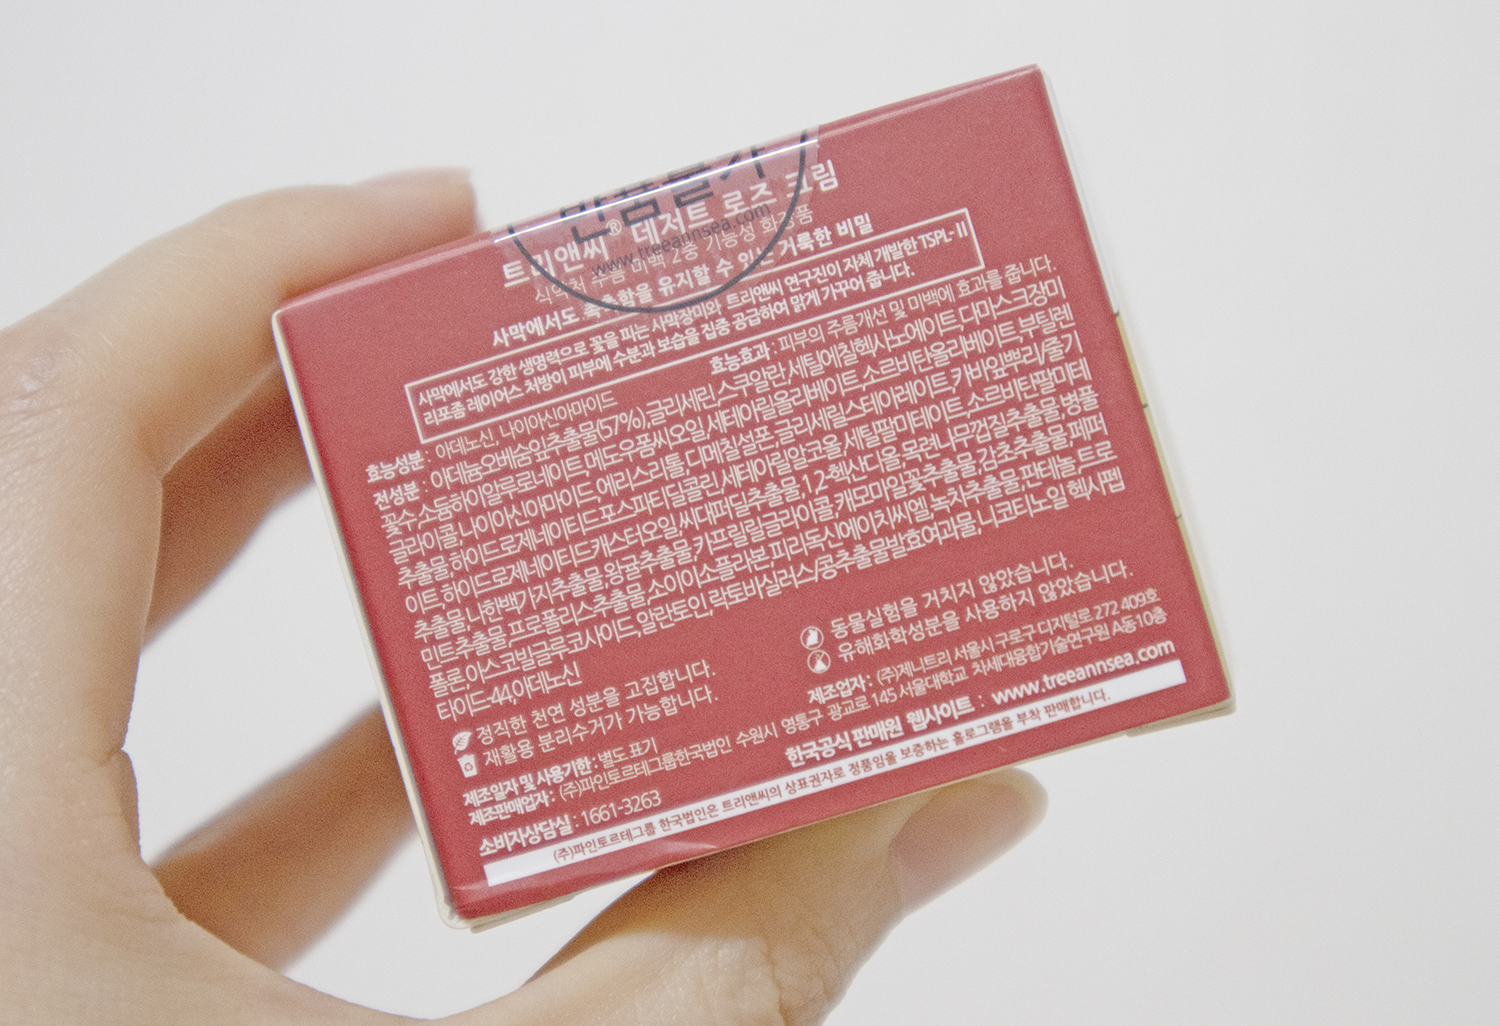 반품불가
www.treeannsea.com
트리앤씨® 데저트 로즈 크림
식약처 주름 미백 2중 기능성 화장품
사막에서도 촉촉함을 유지할 수 있는 거룩한 비밀
사막에서도 강한 생명력으로 꽃을 피는 사막장미와, 트리앤씨 연구진이 자체 개발한 TSPL-II
리포좀 레이어스 처방이 피부에 수분과 보습을 집중 공급하여 맑게 가꾸어 줍니다.
효능성분 : 아데노신, 나이아신아마이드 효능효과 : 피부의 주름개선 및 미백에 효과를 줍니다.
전성분 : 아데늄오베숨잎추출물(57%),글리세린,스쿠알란,세틸에칠헥사노에이트,다마스크장미
꽃수,소듐하이알루로네이트,메도우폼씨오일,세테아릴올리베이트,소르비탄올리베이트,부틸렌
글라이콜,나이아신아마이드,에리스리톨,디메칠설폰,글리세릴스테아레이트,카바잎뿌리/줄기
추출물,하이드로제네이티드포스파티딜콜린,세테아릴알코올,세틸팔미테이트,소르비탄팔미테
이트,하이드로제네이티드캐스터오일,씨대퍼딜추출물,1,2-헥산다이올,목련나무껍질추출물,병풀
추출물,나한백가지추출물,왕귤추출물,카프릴릴글라이콜,캐모마일꽃추출물,감초추출물,페퍼
민트추출물,프로폴리스추출물,소이이소플라본,피리독신에이치씨엘,녹차추출물,판테놀,트로
폴론,아스코빌글루코사이드,알란토인,락토바실러스/콩추출물발효여과물,니코티노일 헥사펩
타이드-44,아데노신
정직한 천연 성분을 고집합니다.
재활용 분리수거가 가능합니다.
동물실험을 거치지 않았습니다.
유해화학성분을 사용하지 않았습니다.
제조일자 및 사용기한 : 별도 표기
제조업자 : (주)제니트리 서울시 구로구 디지털로 272 409호
제조판매업자 : (주)파인토르테그룹한국법인 수원시 영통구 광교로 145 서울대학교 차세대융합기술연구원 A동10층
소비자상담실 : 1661-3263
한국공식 판매원 웹사이트 : www.treeannsea.com
(주)파인토르테그룹 한국법인은 트리앤씨의 상표권자로 정품임을 보증하는 홀로그램을 부착 판매합니다.